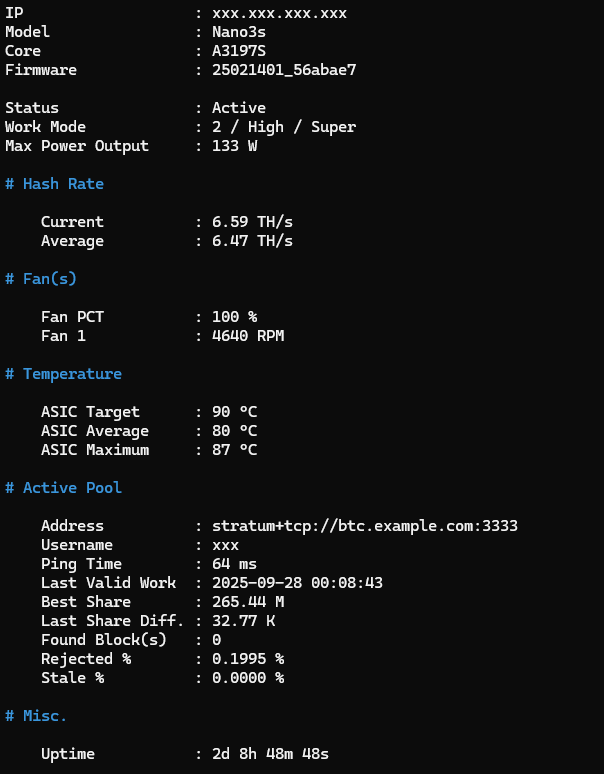 IP : xxx.xxx.xxx.xxx
Model : Nano3s
Core : A3197S
Firmware : 25021401_56abae7
Status : Active
Work Mode : 2 / High / Super
Max Power Output : 133 W
# Hash Rate
Current : 6.59 TH/s
Average : 6.47 TH/s
# Fan(s)
Fan PCT : 100 %
Fan 1 : 4640 RPM
# Temperature
ASIC Target : 90 °C
ASIC Average : 80 °C
ASIC Maximum : 87 °C
# Active Pool
Address : stratum+tcp://btc.example.com:3333
Username : xxx
Ping Time : 64 ms
Last Valid Work : 2025-09-28 00:08:43
Best Share : 265.44 M
Last Share Diff. : 32.77 K
Found Block(s) : 0
Rejected % : 0.1995 %
Stale % : 0.0000 %
# Misc.
Uptime : 2d 8h 48m 48s